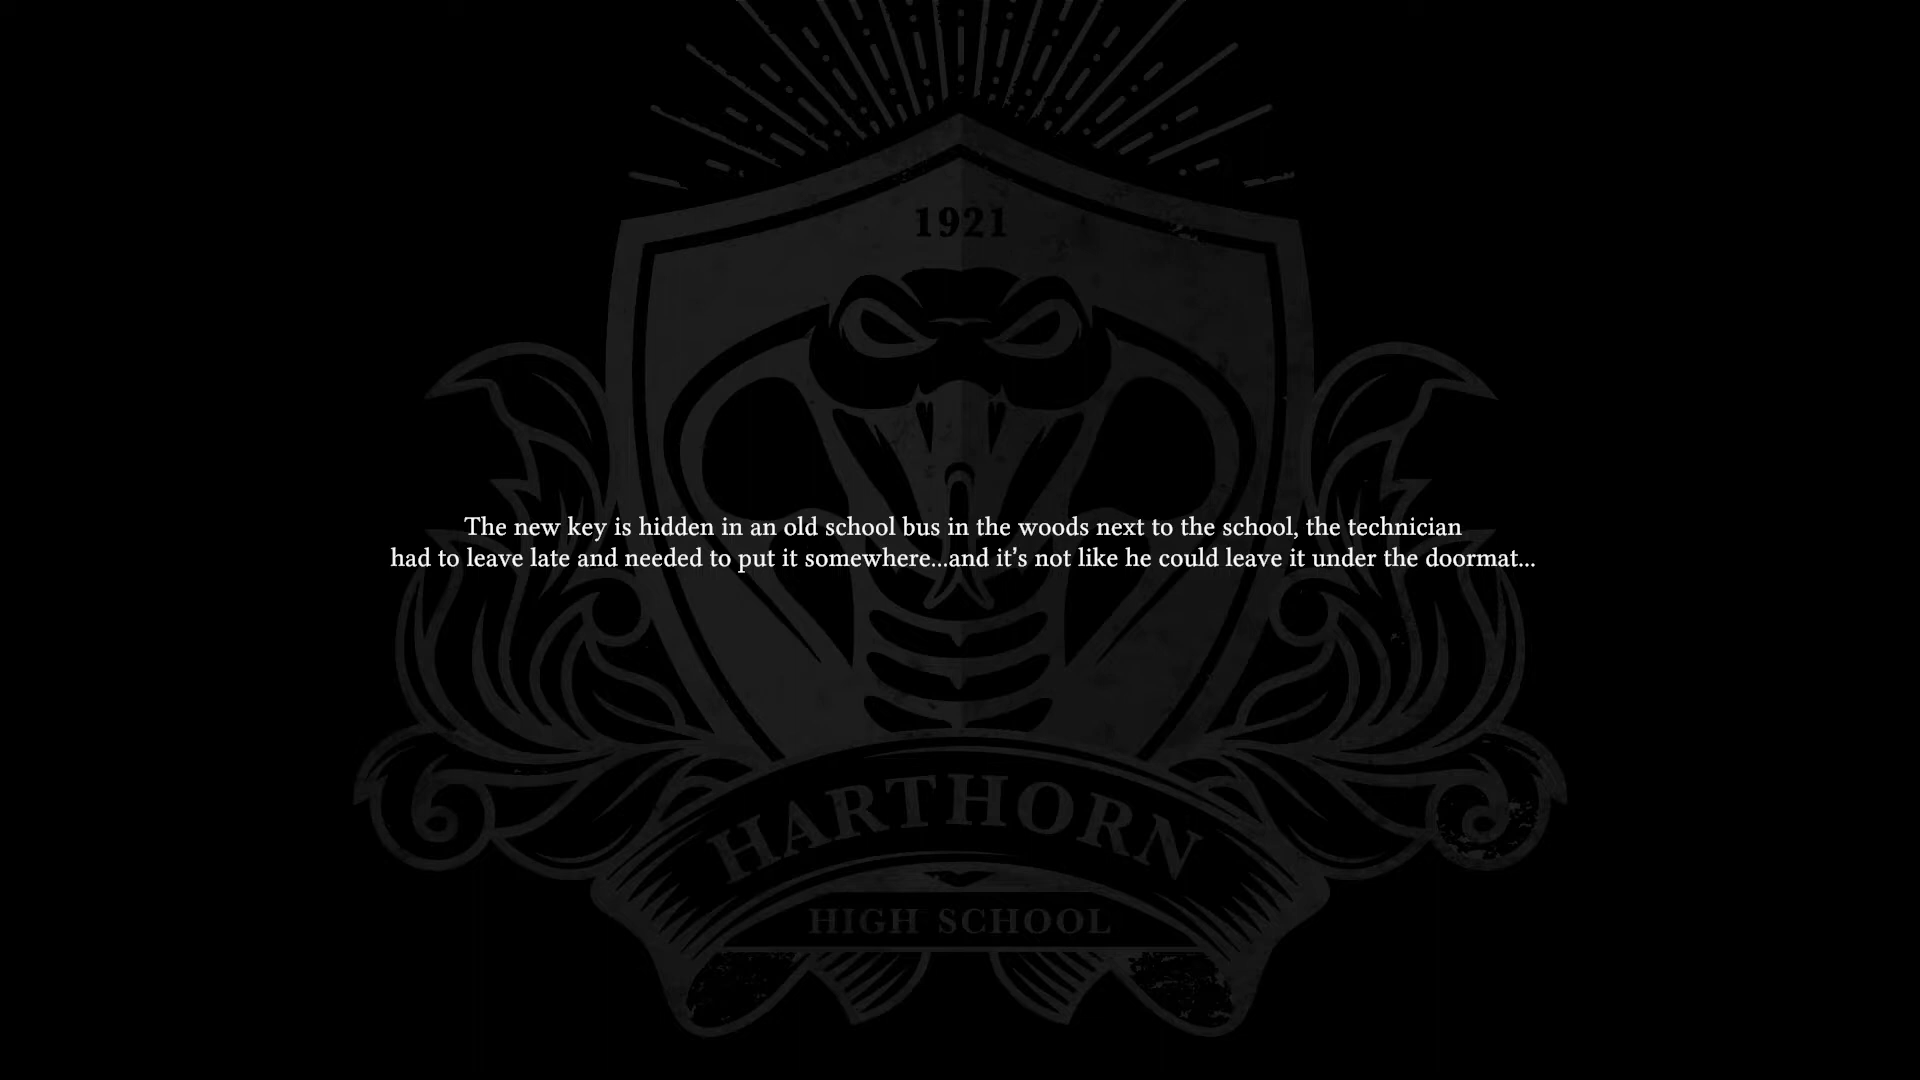 1921
The new key is hidden in an old school bus in the woods next to the school, the technician
had to leave late and needed to put it somewhere...and it’s not like he could leave it under the doormat...
HARTHORN
HIGH SCHOOL